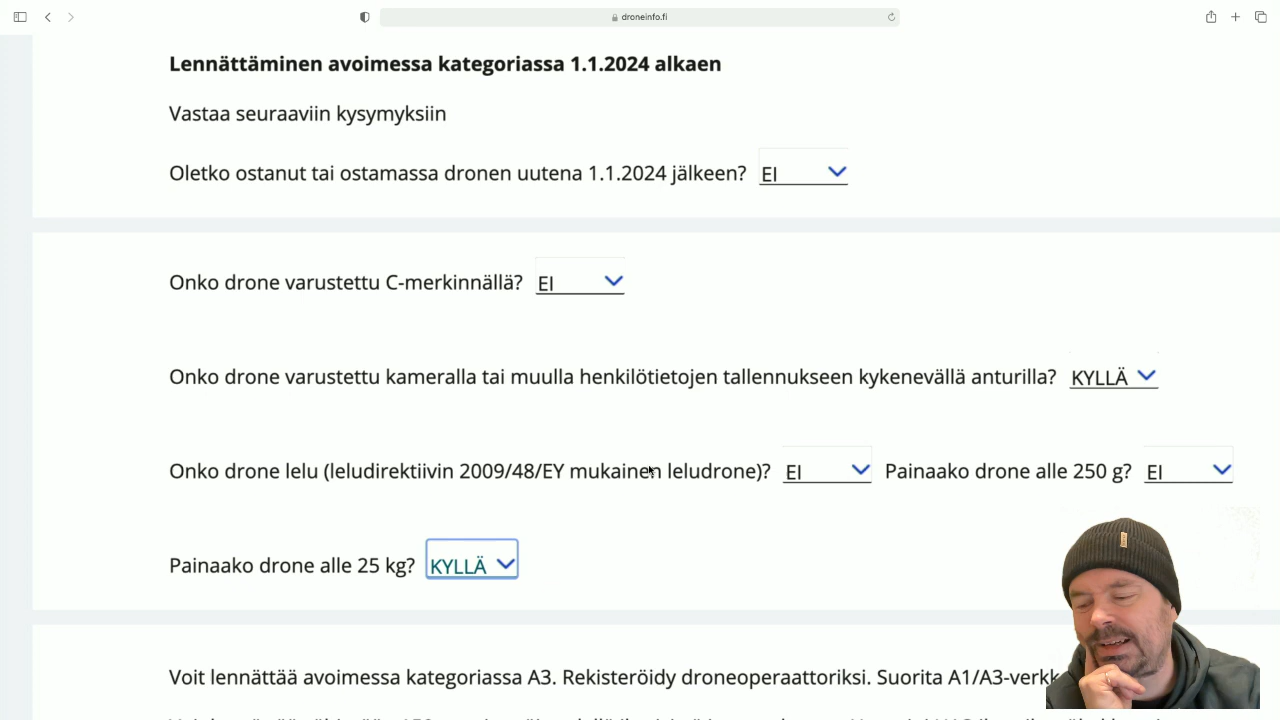 droneinfo.fi
Lennättäminen avoimessa kategoriassa 1.1.2024 alkaen
Vastaa seuraaviin kysymyksiin
Oletko ostanut tai ostamassa dronen uutena 1.1.2024 jälkeen? EI
Onko drone varustettu C-merkinnällä? EI
Onko drone varustettu kameralla tai muulla henkilötietojen tallennukseen kykenevällä anturilla? KYLLÄ
Onko drone lelu (leludirektiivin 2009/48/EY mukainen leludrone)? EI Painaako drone alle 250 g? EI
Painaako drone alle 25 kg? KYLLÄ
Voit lennättää avoimessa kategoriassa A3. Rekisteröidy droneoperaattoriksi. Suorita A1/A3-verkk